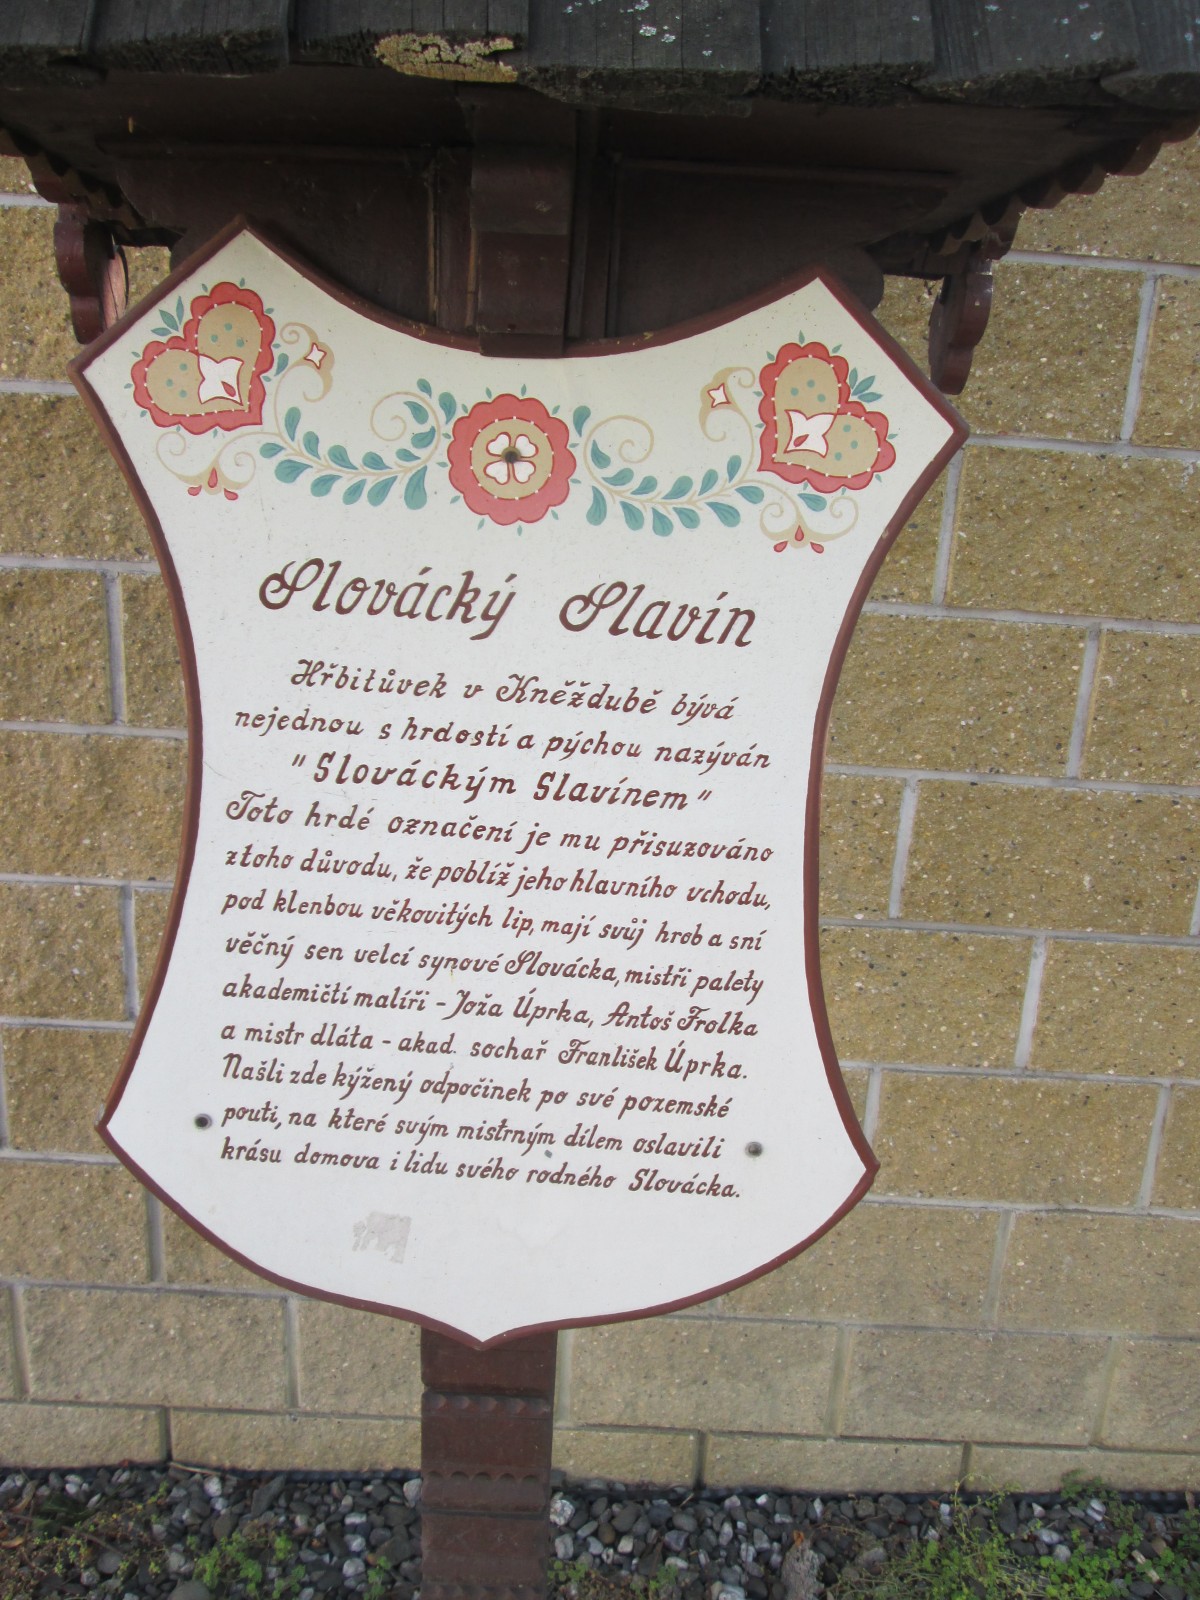 Slovácký Slavín
Hřbitůvek v Kněždubě bývá
nejednou s hrdostí a pýchou nazýván
"Slováckým Slavínem"
Toto hrdé označení je mu přisuzováno
ztoho důvodu, že poblíž jeho hlavního vchodu,
pod klenbou věkovitých lip, mají svůj hrob a sní
věčný sen velcí synové Slovácka, mistři palety
akademičtí malíři - Joža Úprka, Antoš Frolka
a mistr dláta - akad. sochař František Úprka.
Našli zde kýžený odpočinek po své pozemské
pouti, na které svým mistrným dílem oslavili
krásu domova i lidu svého rodného Slovácka.